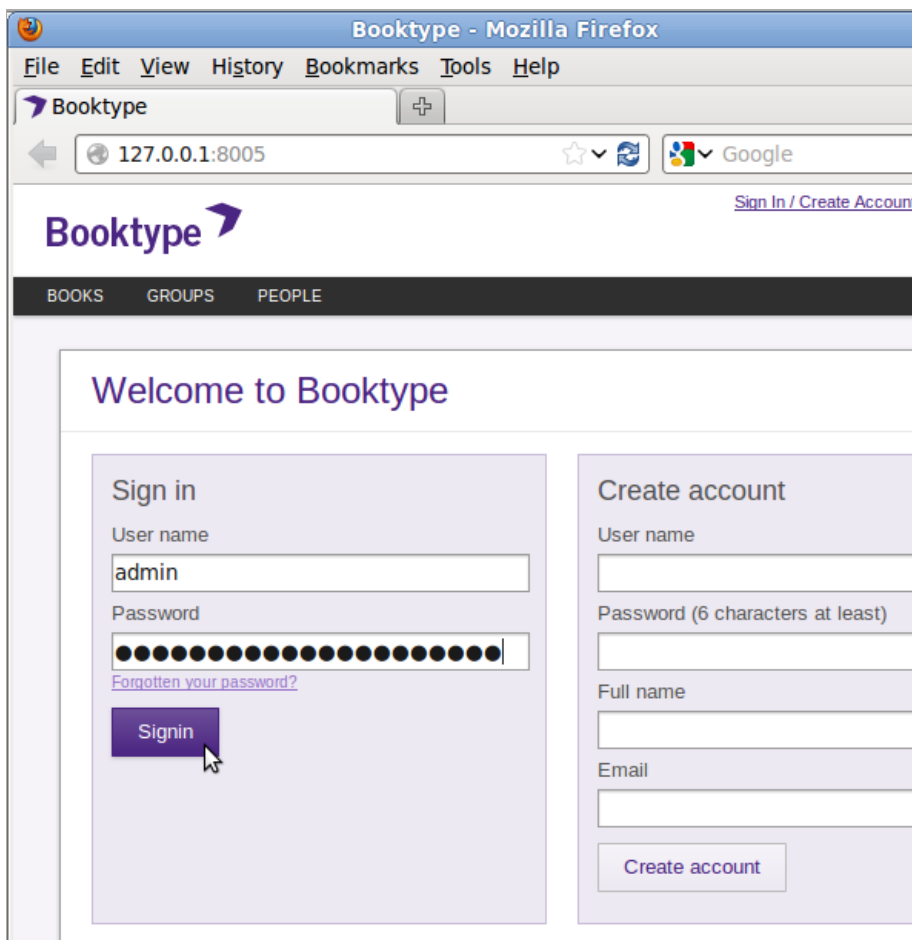 Booktype - Mozilla Firefox
File Edit View History Bookmarks Tools Help
Booktype
127.0.0.1:8005
Google
Sign In / Create Account
Booktype
BOOKS GROUPS PEOPLE
Welcome to Booktype
Sign in
User name
admin
Password
●●●●●●●●●●●●●●●●●●●●●
Forgotten your password?
Signin
Create account
User name
Password (6 characters at least)
Full name
Email
Create account